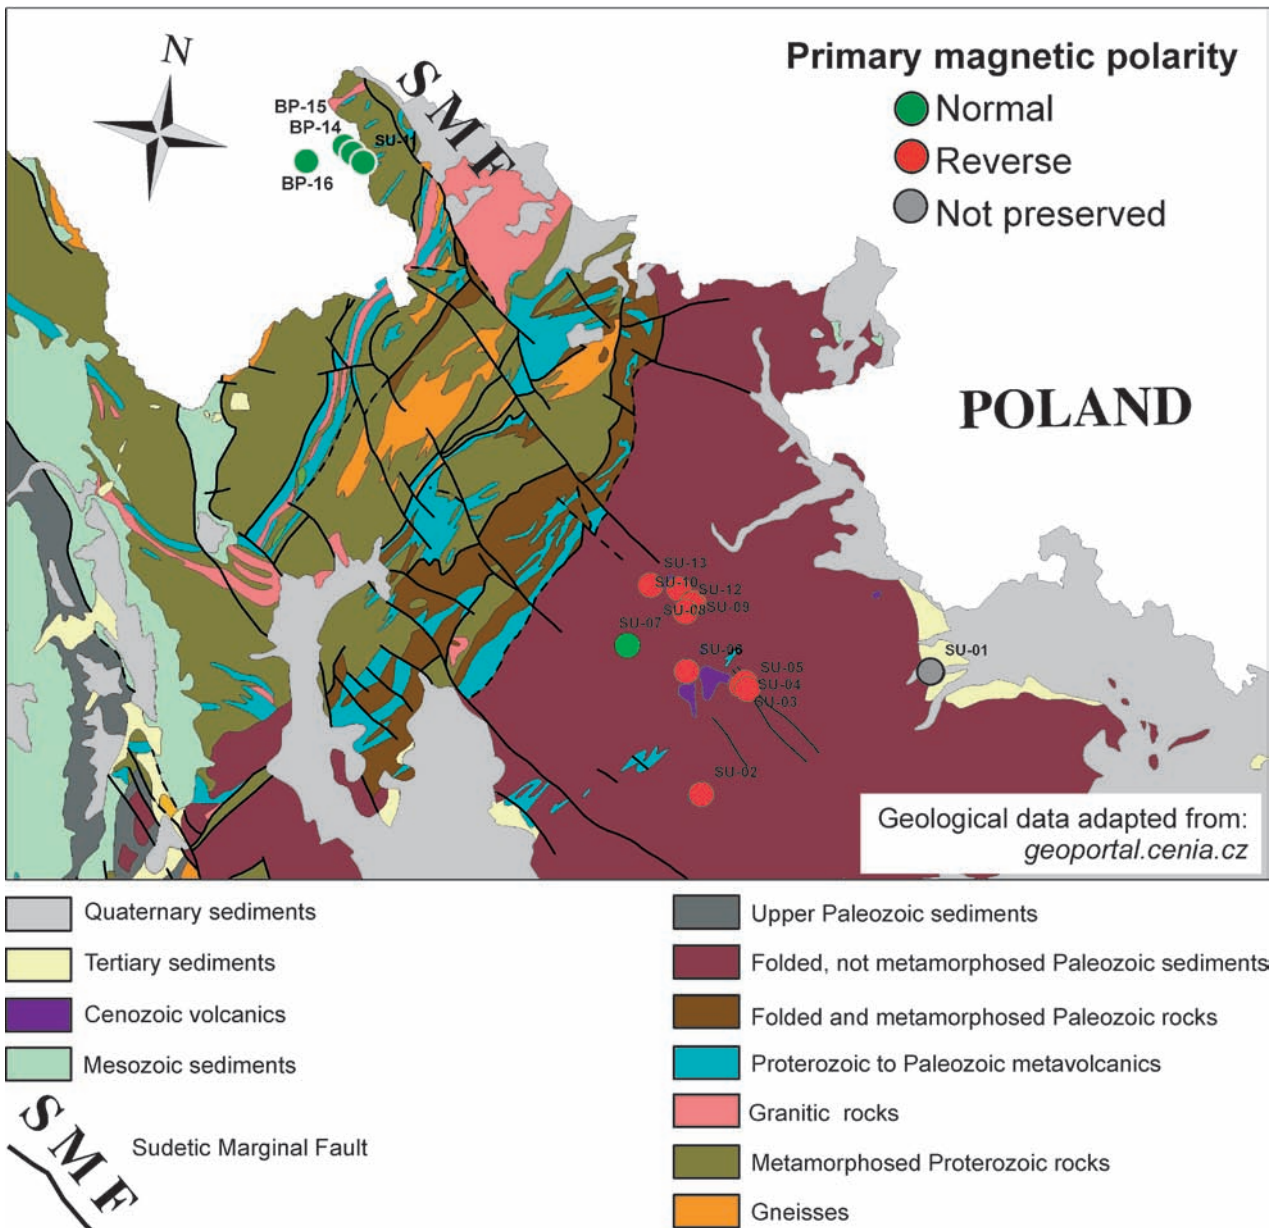 N
SMF
Primary magnetic polarity
Normal
Reverse
Not preserved
BP-15
BP-14
SU-11
BP-16
POLAND
SU-13
SU-10
SU-12
SU-08
SU-09
SU-07
SU-06
SU-05
SU-04
SU-03
SU-01
SU-02
Geological data adapted from:
geoportal.cenia.cz
Quaternary sediments
Tertiary sediments
Cenozoic volcanics
Mesozoic sediments
SMF
Sudetic Marginal Fault
Upper Paleozoic sediments
Folded, not metamorphosed Paleozoic sediments
Folded and metamorphosed Paleozoic rocks
Proterozoic to Paleozoic metavolcanics
Granitic rocks
Metamorphosed Proterozoic rocks
Gneisses